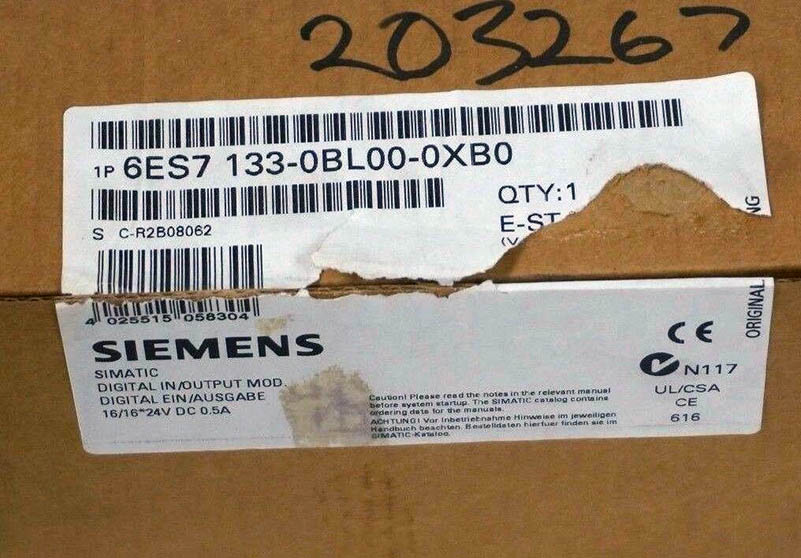 203267
1P 6ES7 133-0BL00-0XB0
QTY:1
S C-R2B08062
E-ST
4 025515 058304
SIEMENS
SIMATIC
DIGITAL IN/OUTPUT MOD.
DIGITAL EIN/AUSGABE
16/16*24V DC 0.5A
Caution! Please read the notes in the relevant manual
before system startup. The SIMATIC catalog contains
ordering data for the manuals.
ACHTUNG! Vor Inbetriebnahme Hinweise im jeweiligen
Handbuch beachten. Bestelldaten hierfuer finden sie im
SIMATIC-Katalog.
CE
N117
UL/CSA
CE
616
ORIGINAL
NG